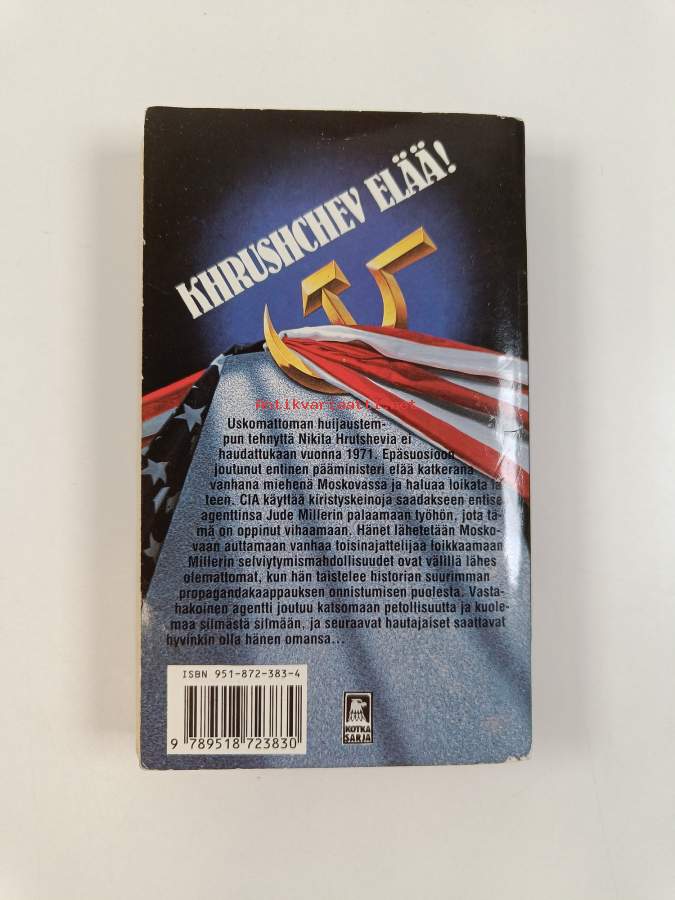 KHRUSHCHEV ELÄÄ!
Antikvariaatti.net
Uskomattoman huijaustem-
pun tehnyttä Nikita Hrutshevia ei
haudattukaan vuonna 1971. Epäsuosioon
joutunut entinen pääministeri elää katkerana
vanhana miehenä Moskovassa ja haluaa loikata
teen. CIA käyttää kiristyskeinoja saadakseen
agenttinsa Jude Millerin palaamaan työhön, jota tä-
mä on oppinut vihaamaan. Hänet lähetetään Mosko-
vaan auttamaan vanhaa toisinajattelijaa loikkaamaan
Millerin selviytymismahdollisuudet ovat välillä lähes
olemattomat, kun hän taistelee historian suurimman
propagandakaappauksen onnistumisen puolesta. Vasta-
hakoinen agentti joutuu katsomaan petollisuutta ja kuole-
maa silmästä silmään, ja seuraavat hautajaiset saattavat
hyvinkin olla hänen omansa...
ISBN 951-872-383-4
9 789518 723830
KOTKA
SARJA